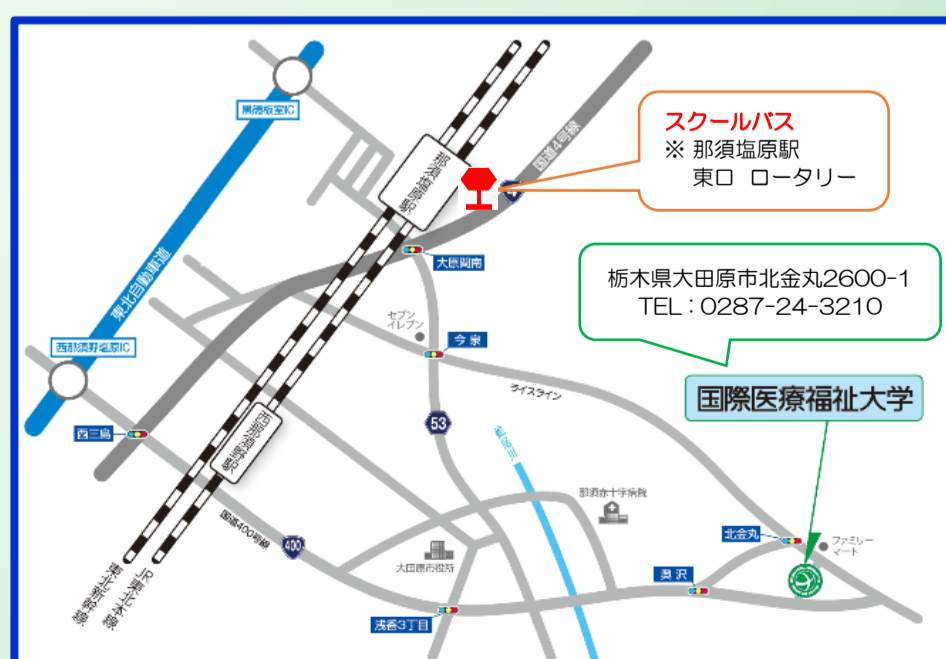 黒磯板室IC
東北自動車道
西那須野塩原IC
那須塩原駅
国道4号線
4
スクールバス
※ 那須塩原駅
東口 ロータリー
栃木県大田原市北金丸2600-1
TEL：0287-24-3210
国際医療福祉大学
大原間南
セブン
イレブン
今泉
ライスライン
西三島
西那須野駅
53
蛇尾川
那須赤十字病院
国道400号線
400
大田原市役所
北金丸
ファミリー
マート
奥沢
浅香3丁目
JR東北本線
東北新幹線